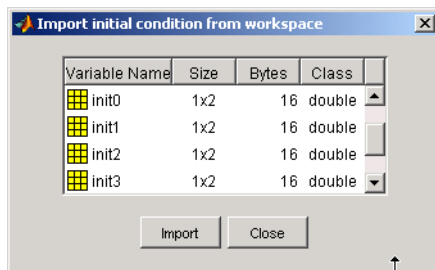 Import initial condition from workspace
Variable Name Size Bytes Class
init0 1x2 16 double
init1 1x2 16 double
init2 1x2 16 double
init3 1x2 16 double
Import Close